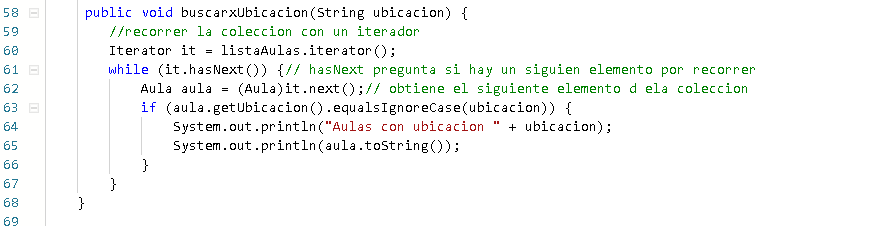 58 public void buscarxUbicacion(String ubicacion) {
59 //recorrer la coleccion con un iterador
60 Iterator it = listaAulas.iterator();
61 while (it.hasNext()) {// hasNext pregunta si hay un siguien elemento por recorrer
62 Aula aula = (Aula)it.next();// obtiene el siguiente elemento d ela coleccion
63 if (aula.getUbicacion().equalsIgnoreCase(ubicacion)) {
64 System.out.println("Aulas con ubicacion " + ubicacion);
65 System.out.println(aula.toString());
66 }
67 }
68 }
69